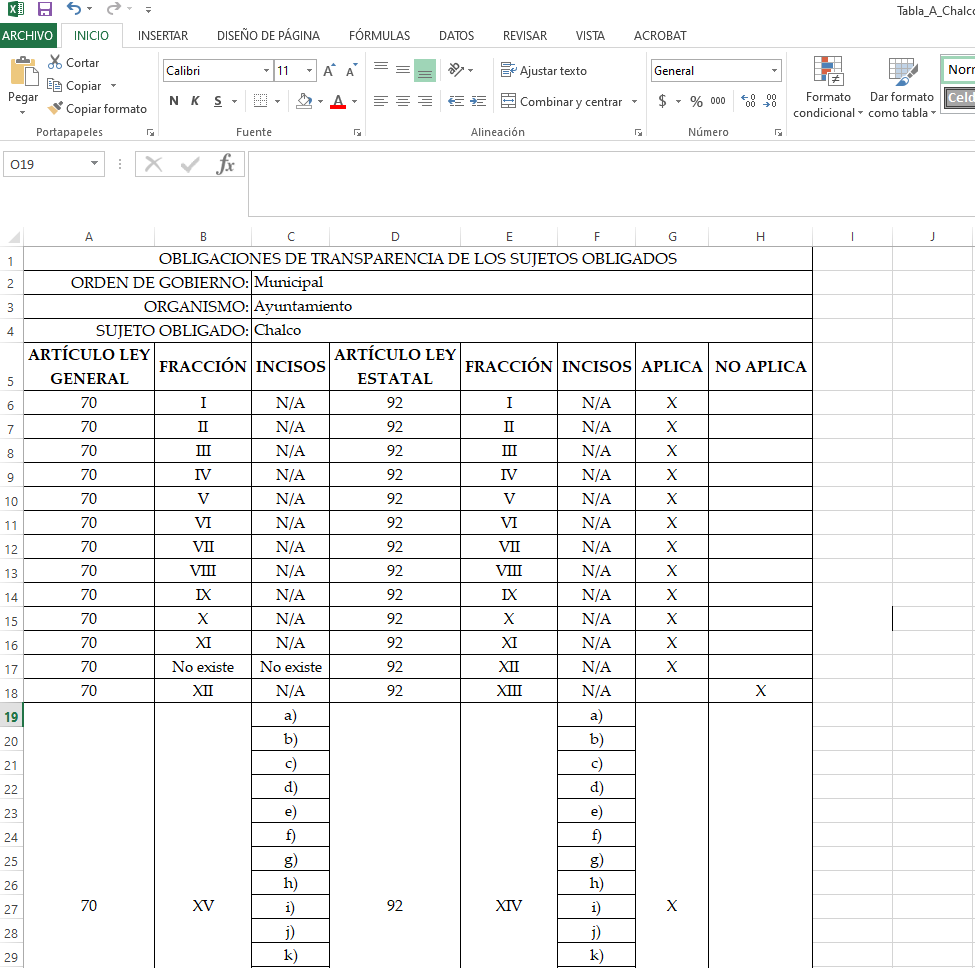 Tabla_A_Chalco
ARCHIVO INICIO INSERTAR DISEÑO DE PÁGINA FÓRMULAS DATOS REVISAR VISTA ACROBAT
Pegar
Cortar
Copiar
Copiar formato
Portapapeles
Calibri 11
N K S
Fuente
Ajustar texto
Combinar y centrar
Alineación
General
$ % 000
Número
Formato condicional
Dar formato como tabla
Norr
Celd
O19
fx
A B C D E F G H I J
1 OBLIGACIONES DE TRANSPARENCIA DE LOS SUJETOS OBLIGADOS
2 ORDEN DE GOBIERNO: Municipal
3 ORGANISMO: Ayuntamiento
4 SUJETO OBLIGADO: Chalco
5 ARTÍCULO LEY GENERAL FRACCIÓN INCISOS ARTÍCULO LEY ESTATAL FRACCIÓN INCISOS APLICA NO APLICA
6 70 I N/A 92 I N/A X
7 70 II N/A 92 II N/A X
8 70 III N/A 92 III N/A X
9 70 IV N/A 92 IV N/A X
10 70 V N/A 92 V N/A X
11 70 VI N/A 92 VI N/A X
12 70 VII N/A 92 VII N/A X
13 70 VIII N/A 92 VIII N/A X
14 70 IX N/A 92 IX N/A X
15 70 X N/A 92 X N/A X
16 70 XI N/A 92 XI N/A X
17 70 No existe No existe 92 XII N/A X
18 70 XII N/A 92 XIII N/A X
19 a) a)
20 b) b)
21 c) c)
22 d) d)
23 e) e)
24 f) f)
25 g) g)
26 h) h)
27 70 XV i) 92 XIV i) X
28 j) j)
29 k) k)